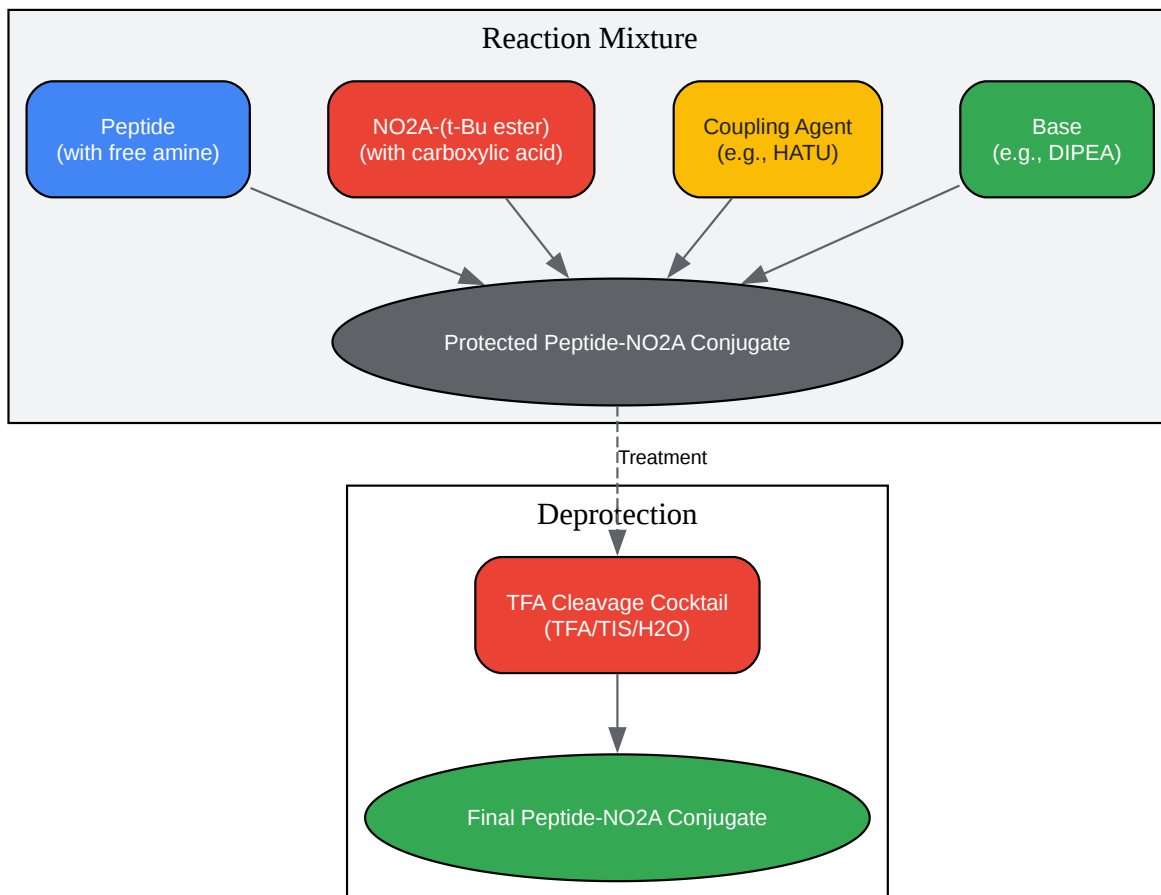 Reaction Mixture
Peptide
(with free amine)
NO2A-(t-Bu ester)
(with carboxylic acid)
Coupling Agent
(e.g., HATU)
Base
(e.g., DIPEA)
Protected Peptide-NO2A Conjugate
Treatment
Deprotection
TFA Cleavage Cocktail
(TFA/TIS/H2O)
Final Peptide-NO2A Conjugate